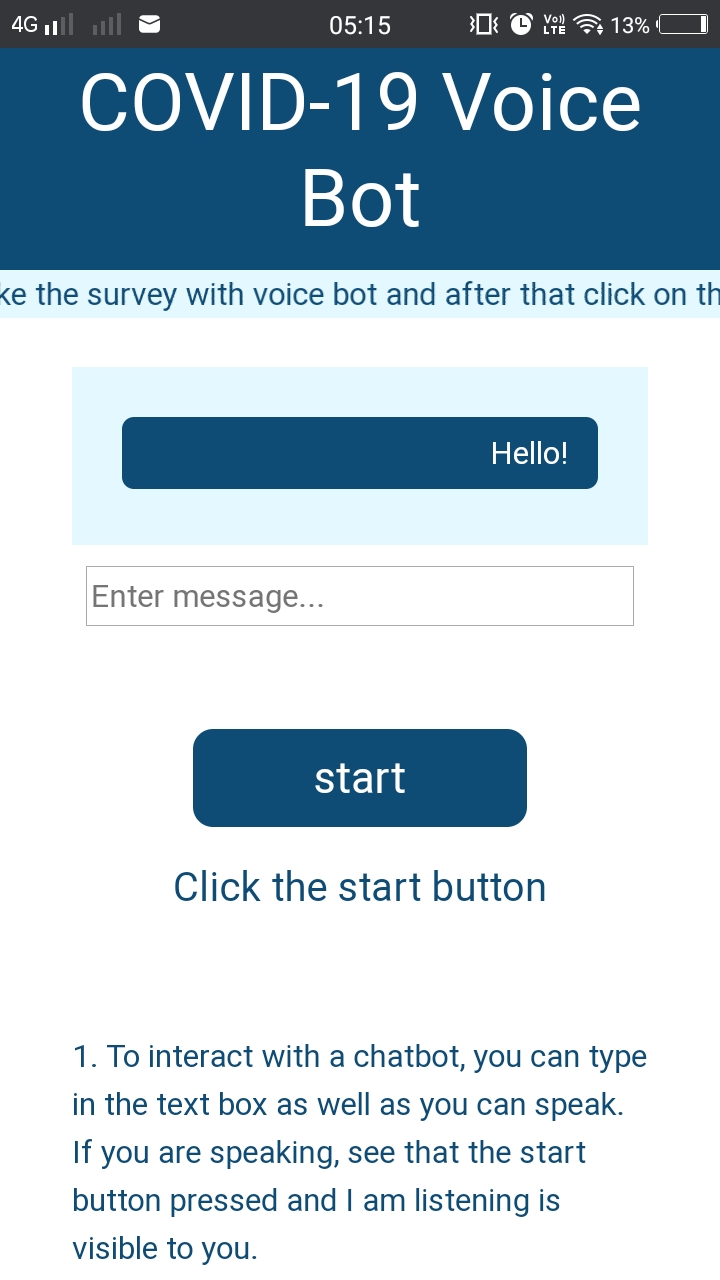 4G 05:15 Vo)) LTE 13%
COVID-19 Voice
Bot
ke the survey with voice bot and after that click on th
Hello!
Enter message...
start
Click the start button
1. To interact with a chatbot, you can type
in the text box as well as you can speak.
If you are speaking, see that the start
button pressed and I am listening is
visible to you.